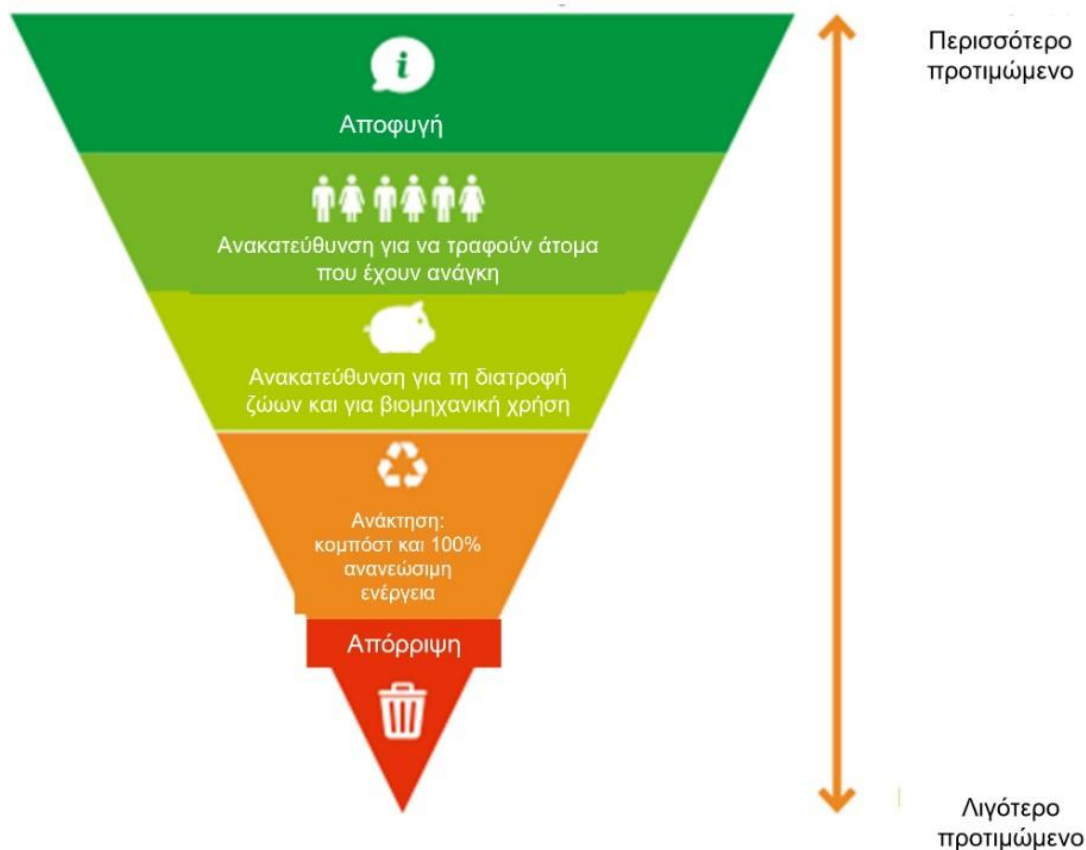 Περισσότερο
προτιμώμενο
i
Αποφυγή
Ανακατεύθυνση για να τραφούν άτομα
που έχουν ανάγκη
Ανακατεύθυνση για τη διατροφή
ζώων και για βιομηχανική χρήση
Ανάκτηση:
κομπόστ και 100%
ανανεώσιμη
ενέργεια
Απόρριψη
Λιγότερο
προτιμώμενο